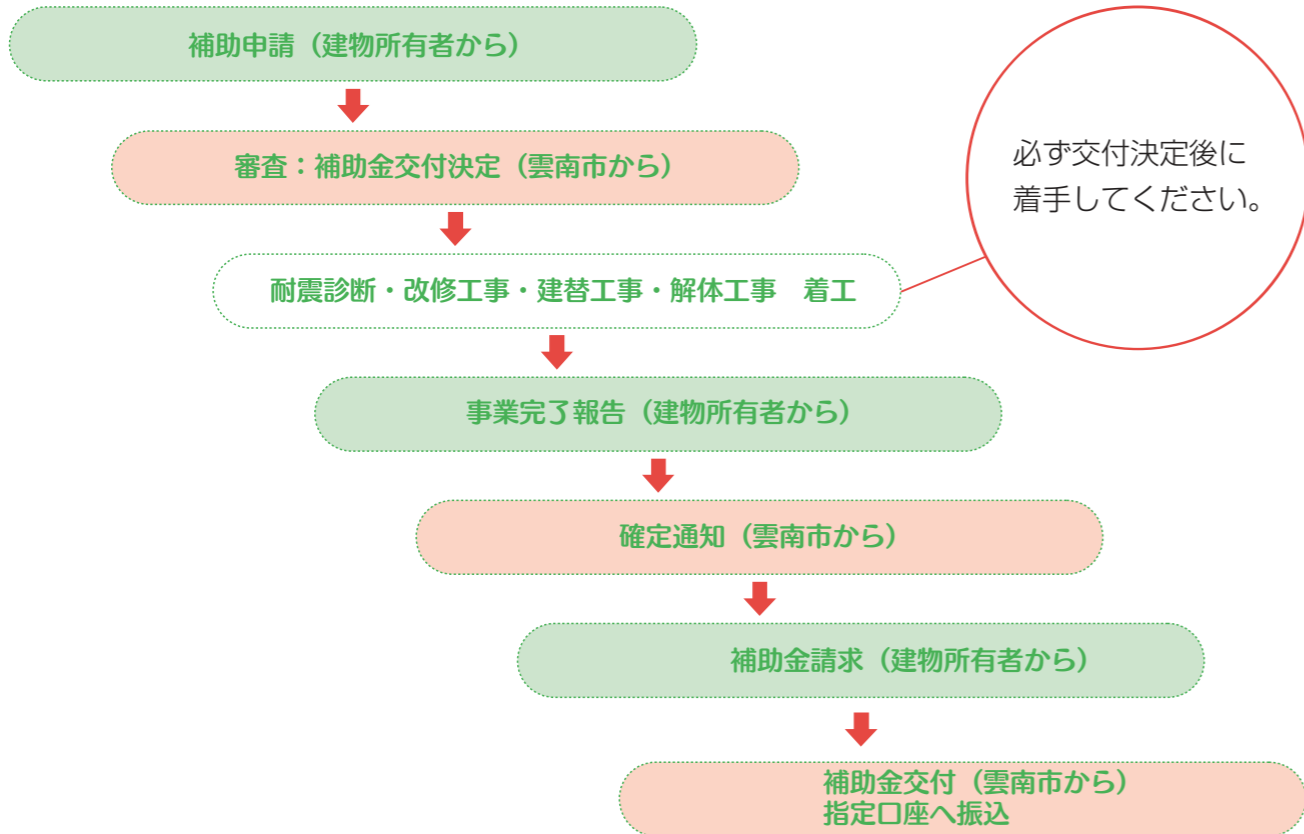 補助申請（建物所有者から）
審査：補助金交付決定（雲南市から）
必ず交付決定後に
着手してください。
耐震診断・改修工事・建替工事・解体工事　着工
事業完了報告（建物所有者から）
確定通知（雲南市から）
補助金請求（建物所有者から）
補助金交付（雲南市から）
指定口座へ振込